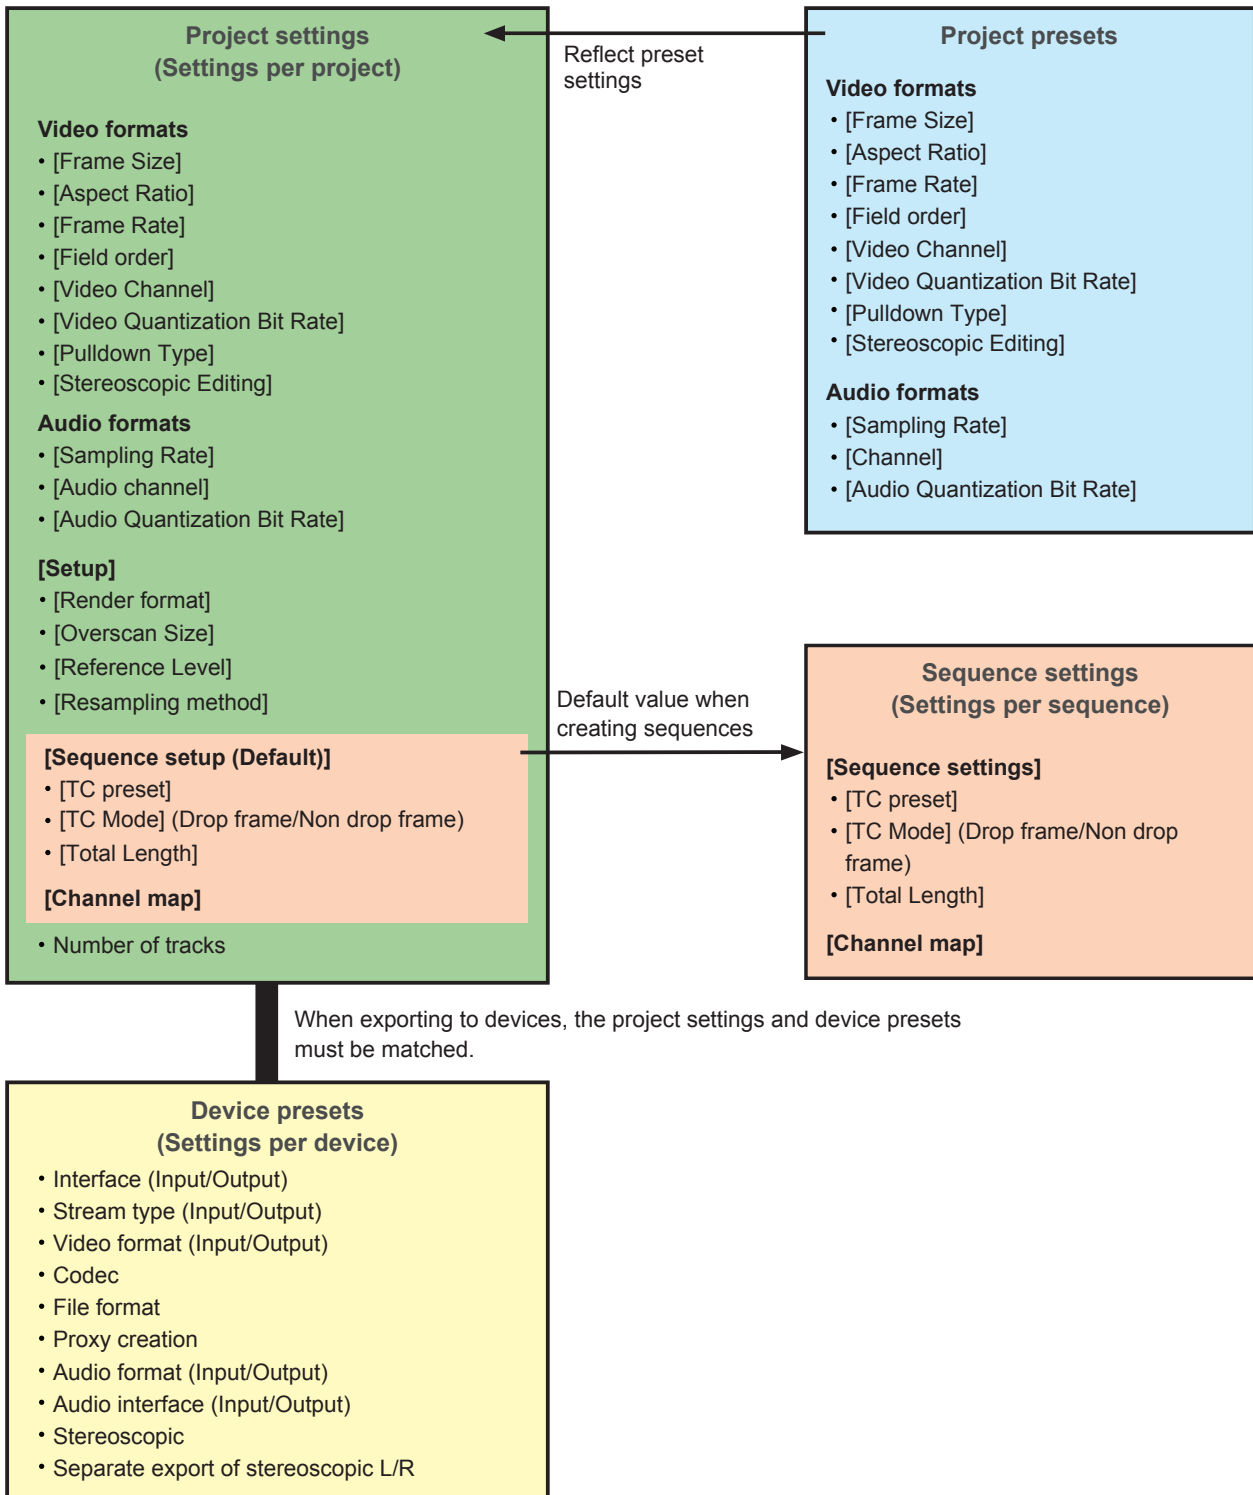 Project settings
(Settings per project)
Video formats
• [Frame Size]
• [Aspect Ratio]
• [Frame Rate]
• [Field order]
• [Video Channel]
• [Video Quantization Bit Rate]
• [Pulldown Type]
• [Stereoscopic Editing]
Audio formats
• [Sampling Rate]
• [Audio channel]
• [Audio Quantization Bit Rate]
[Setup]
• [Render format]
• [Overscan Size]
• [Reference Level]
• [Resampling method]
[Sequence setup (Default)]
• [TC preset]
• [TC Mode] (Drop frame/Non drop frame)
• [Total Length]
[Channel map]
• Number of tracks
Reflect preset
settings
Project presets
Video formats
• [Frame Size]
• [Aspect Ratio]
• [Frame Rate]
• [Field order]
• [Video Channel]
• [Video Quantization Bit Rate]
• [Pulldown Type]
• [Stereoscopic Editing]
Audio formats
• [Sampling Rate]
• [Channel]
• [Audio Quantization Bit Rate]
Default value when
creating sequences
Sequence settings
(Settings per sequence)
[Sequence settings]
• [TC preset]
• [TC Mode] (Drop frame/Non drop
frame)
• [Total Length]
[Channel map]
When exporting to devices, the project settings and device presets
must be matched.
Device presets
(Settings per device)
• Interface (Input/Output)
• Stream type (Input/Output)
• Video format (Input/Output)
• Codec
• File format
• Proxy creation
• Audio format (Input/Output)
• Audio interface (Input/Output)
• Stereoscopic
• Separate export of stereoscopic L/R